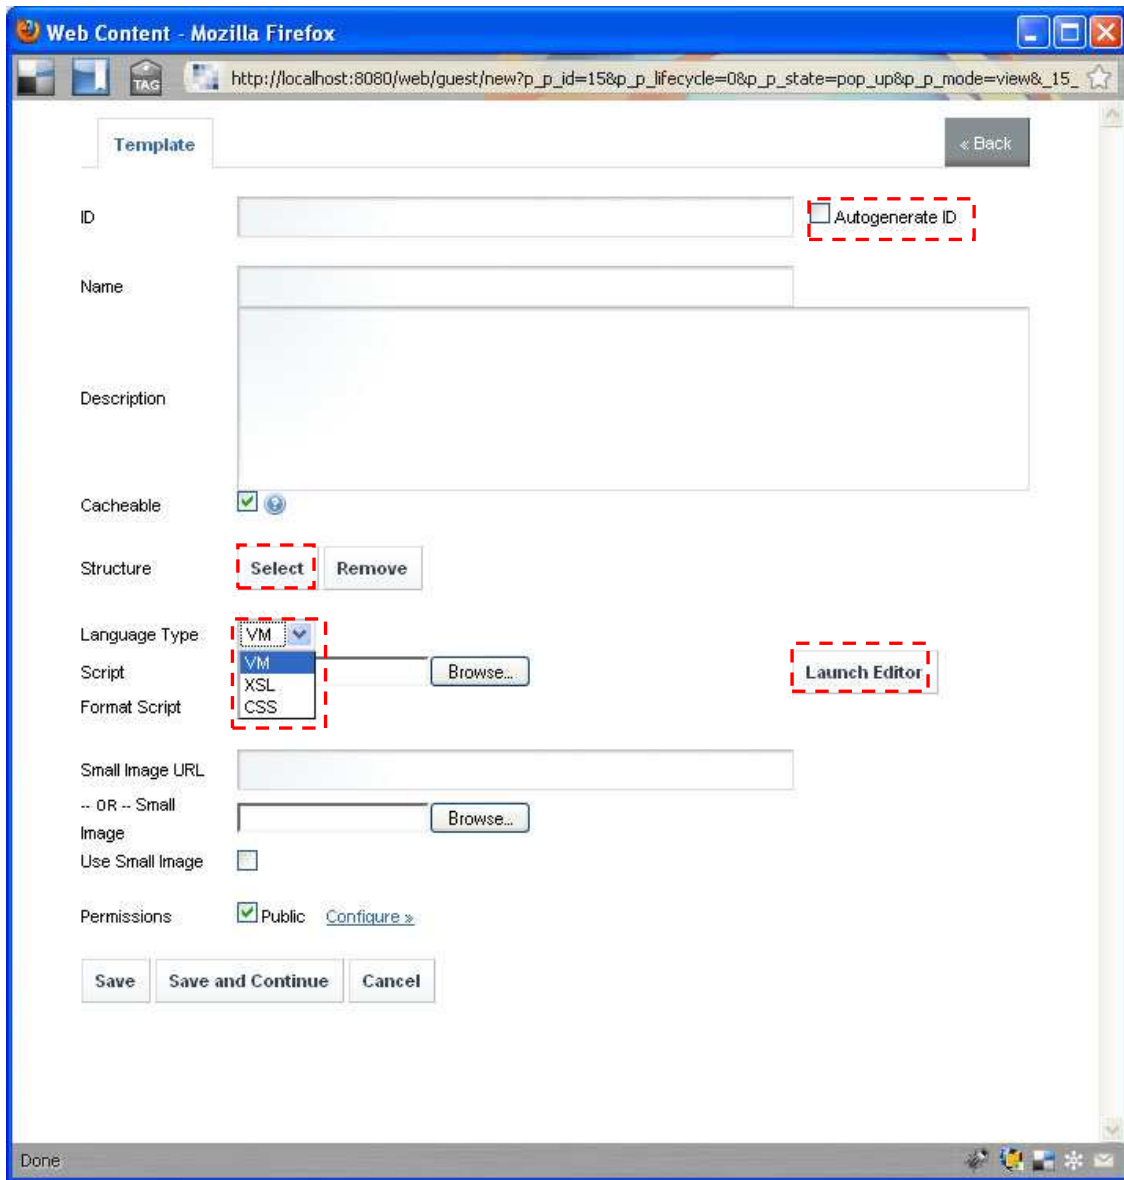 Web Content - Mozilla Firefox
TAG
http://localhost:8080/web/guest/new?p_p_id=15&p_p_lifecycle=0&p_p_state=pop_up&p_p_mode=view&_15_
Template
« Back
ID
Autogenerate ID
Name
Description
Cacheable
?
Structure
Select
Remove
Language Type
VM
VM
Script
Browse...
Launch Editor
XSL
Format Script
CSS
Small Image URL
-- OR -- Small
Image
Browse...
Use Small Image
Permissions
Public
Configure »
Save
Save and Continue
Cancel
Done